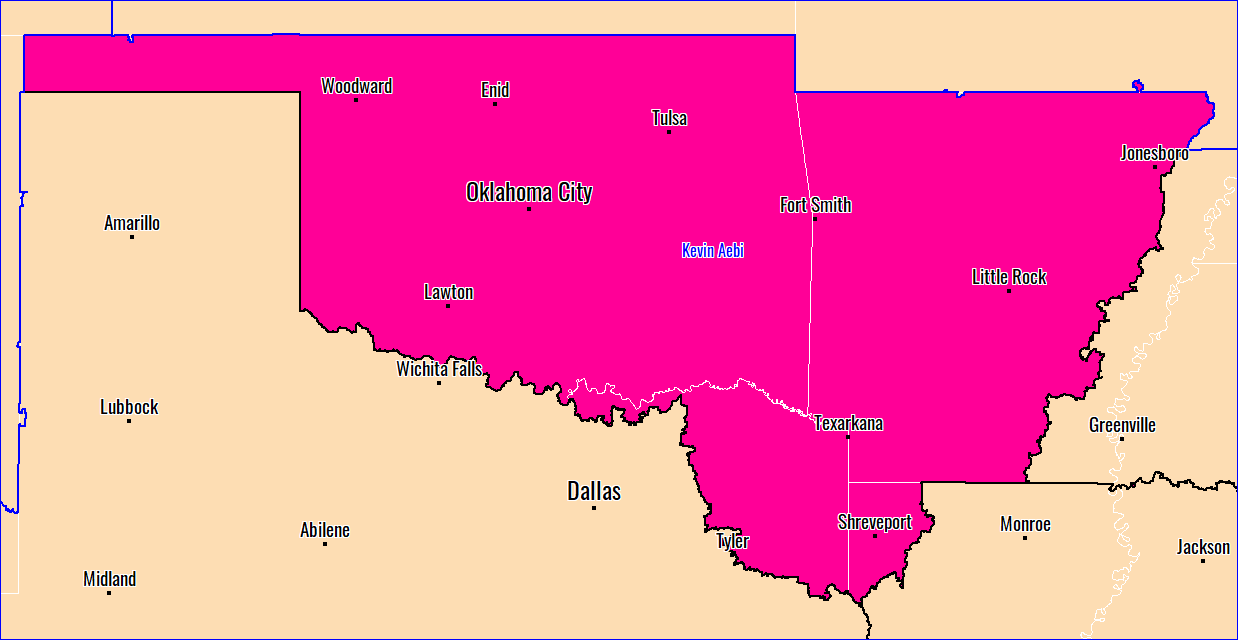 Woodward
Enid
Tulsa
Jonesboro
Oklahoma City
Fort Smith
Amarillo
Kevin Aebi
Little Rock
Lawton
Wichita Falls
Lubbock
Texarkana
Greenville
Dallas
Abilene
Tyler
Shreveport
Monroe
Jackson
Midland